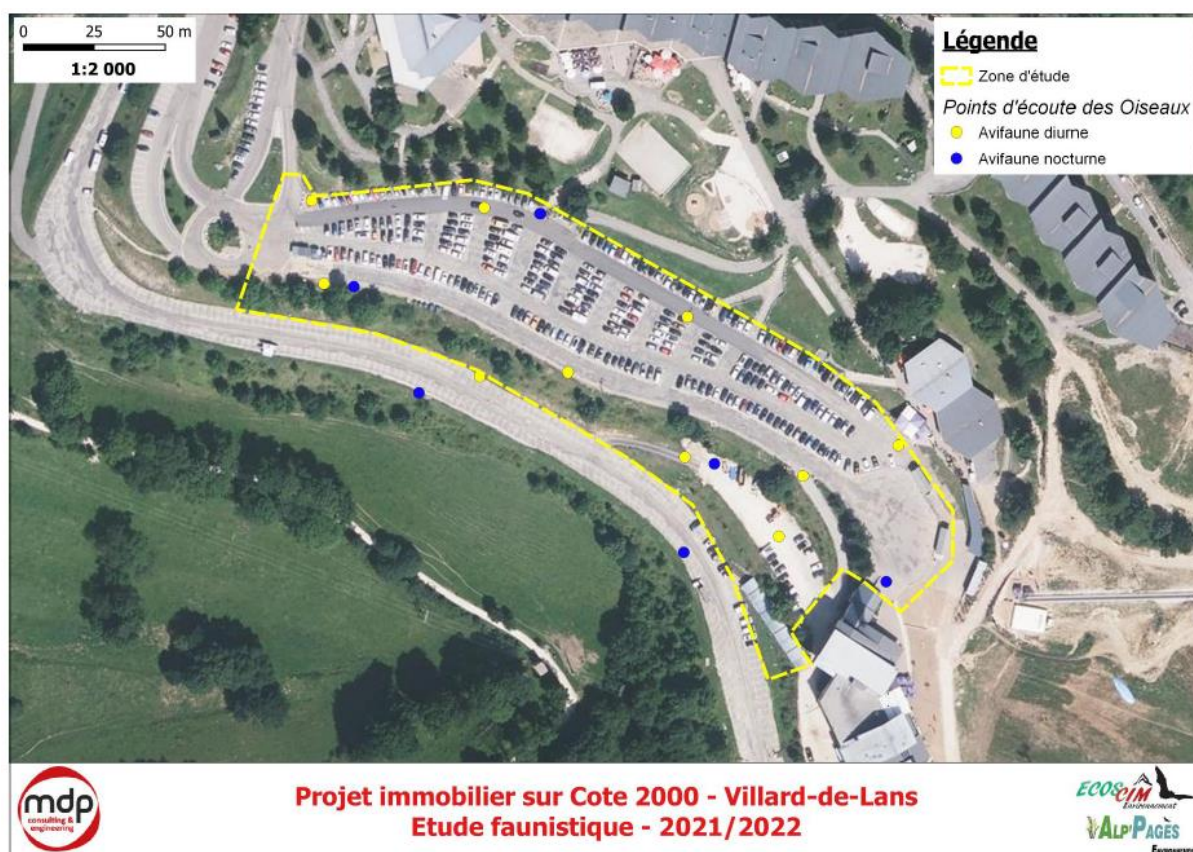 0 25 50 m
1:2 000
Légende
Zone d'étude
Points d'écoute des Oiseaux
Avifaune diurne
Avifaune nocturne
mdp
consulting &
engineering
Projet immobilier sur Cote 2000 - Villard-de-Lans
Etude faunistique - 2021/2022
ECOSCIM
Environnement
ALP'PAGÈS